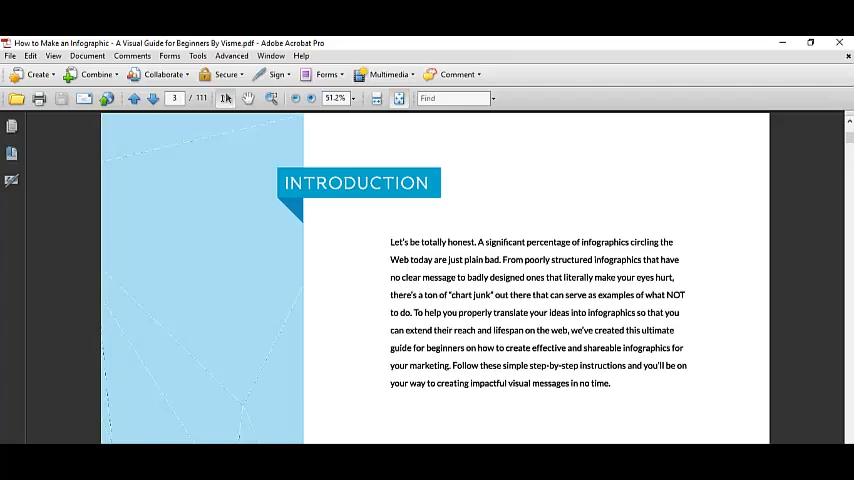 How to Make an Infographic - A Visual Guide for Beginners By Visme.pdf - Adobe Acrobat Pro
File Edit View Document Comments Forms Tools Advanced Window Help
Create Combine Collaborate Secure Sign Forms Multimedia Comment
3 / 111 51.2% Find
INTRODUCTION
Let's be totally honest. A significant percentage of infographics circling the
Web today are just plain bad. From poorly structured infographics that have
no clear message to badly designed ones that literally make your eyes hurt,
there's a ton of "chart junk" out there that can serve as examples of what NOT
to do. To help you properly translate your ideas into infographics so that you
can extend their reach and lifespan on the web, we've created this ultimate
guide for beginners on how to create effective and shareable infographics for
your marketing. Follow these simple step-by-step instructions and you'll be on
your way to creating impactful visual messages in no time.